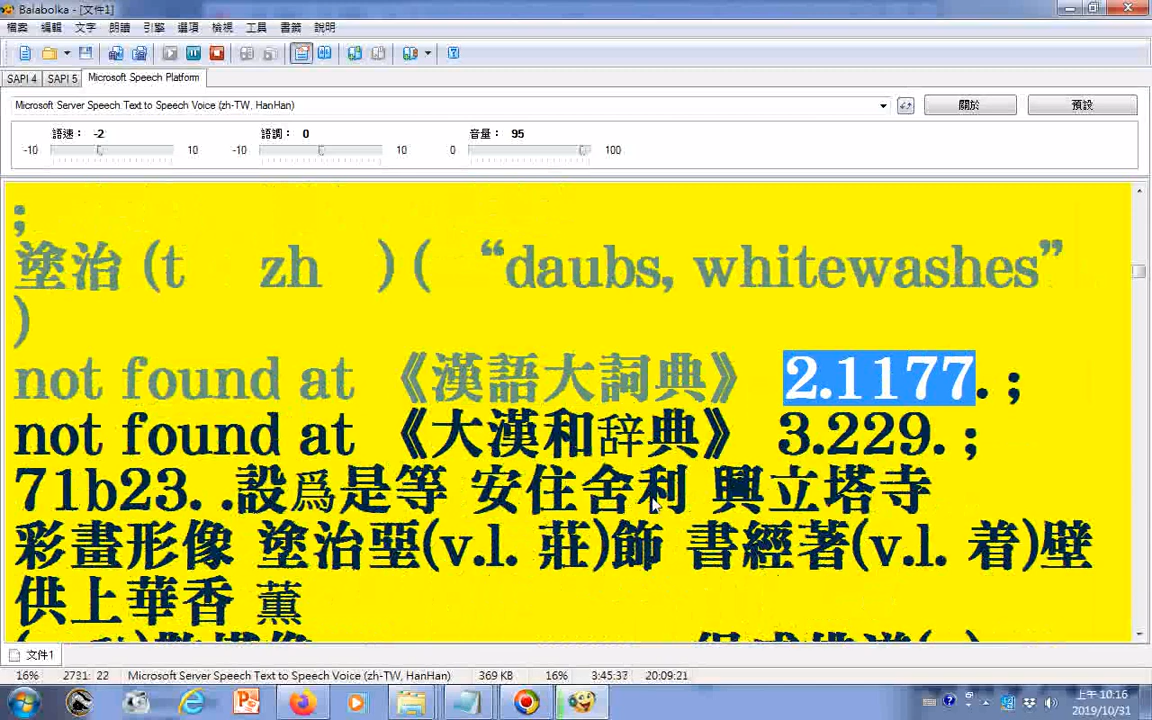 Balabolka - [文件1]
檔案 編輯 文字 朗讀 引擎 選項 檢視 工具 書籤 說明
SAPI 4 SAPI 5 Microsoft Speech Platform
Microsoft Server Speech Text to Speech Voice (zh-TW, HanHan) 關於 預設
語速： -2 語調： 0 音量： 95
-10 10 -10 10 0 100
;
塗治 (t zh ) ( “daubs, whitewashes”
)
not found at 《漢語大詞典》 2.1177. ;
not found at 《大漢和辞典》 3.229. ;
71b23. .設爲是等 安住舍利 興立塔寺
彩畫形像 塗治堊(v.l. 莊)飾 書經著(v.l. 着)壁
供上華香 薰
文件1
16% 2731: 22 Microsoft Server Speech Text to Speech Voice (zh-TW, HanHan) 369 KB 16% 3:45:37 20:09:21
上午 10:16
2019/10/31